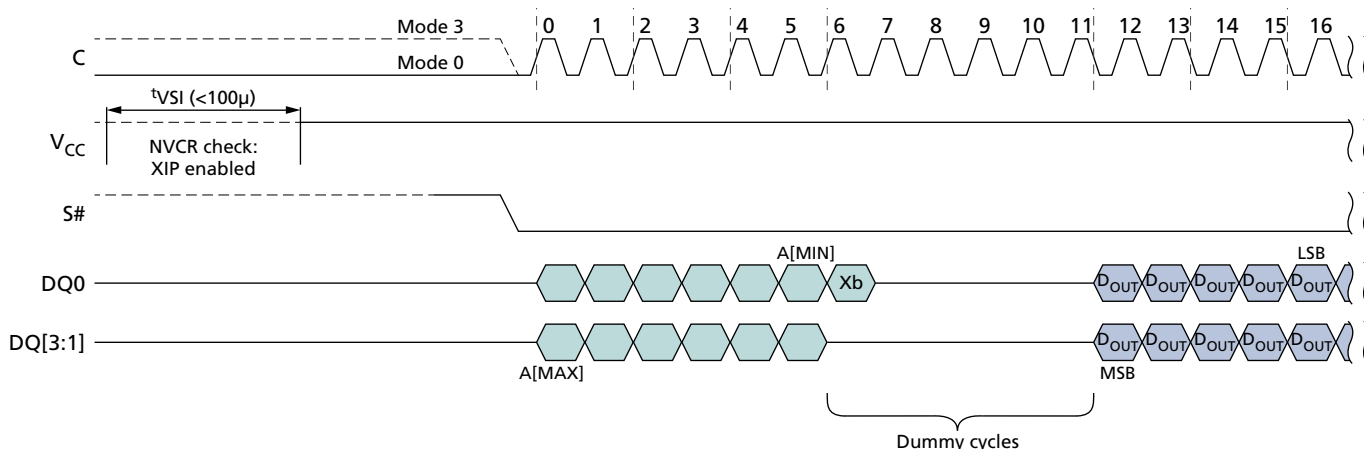 Mode 3
0 1 2 3 4 5 6 7 8 9 10 11 12 13 14 15 16
C
Mode 0
tVSI (<100µ)
VCC
NVCR check:
XIP enabled
S#
A[MIN]
LSB
DQ0
Xb
DOUT DOUT DOUT DOUT DOUT
DQ[3:1]
DOUT DOUT DOUT DOUT DOUT
A[MAX]
MSB
Dummy cycles